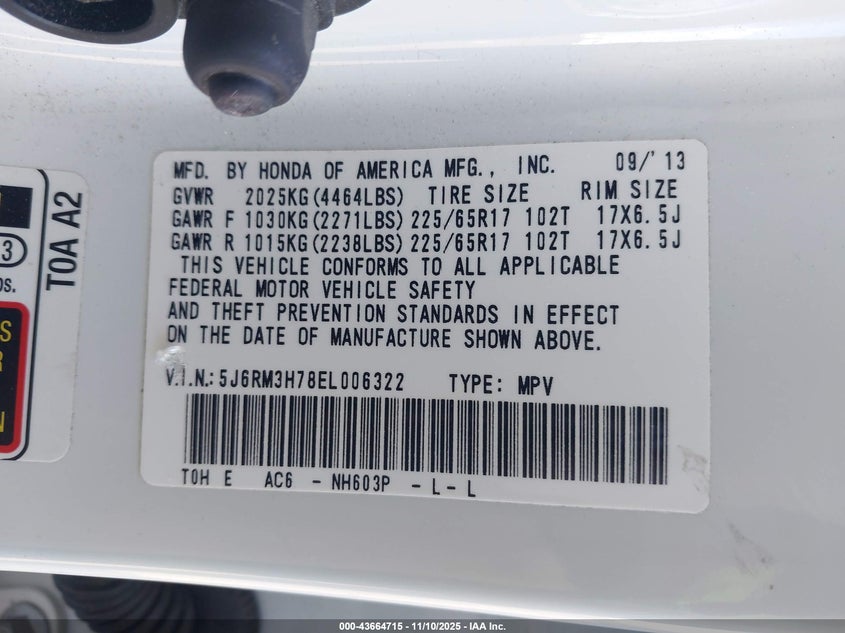 MFD. BY HONDA OF AMERICA MFG., INC. 09/'13
GVWR 2025KG(4464LBS) TIRE SIZE RIM SIZE
GAWR F 1030KG(2271LBS) 225/65R17 102T 17X6.5J
GAWR R 1015KG(2238LBS) 225/65R17 102T 17X6.5J
THIS VEHICLE CONFORMS TO ALL APPLICABLE
FEDERAL MOTOR VEHICLE SAFETY
AND THEFT PREVENTION STANDARDS IN EFFECT
ON THE DATE OF MANUFACTURE SHOWN ABOVE.
V.I.N.: 5J6RM3H78EL006322 TYPE: MPV
T0H E AC6 - NH603P - L - L
T0A A2
000-43664715 - 11/10/2025 - IAA Inc.